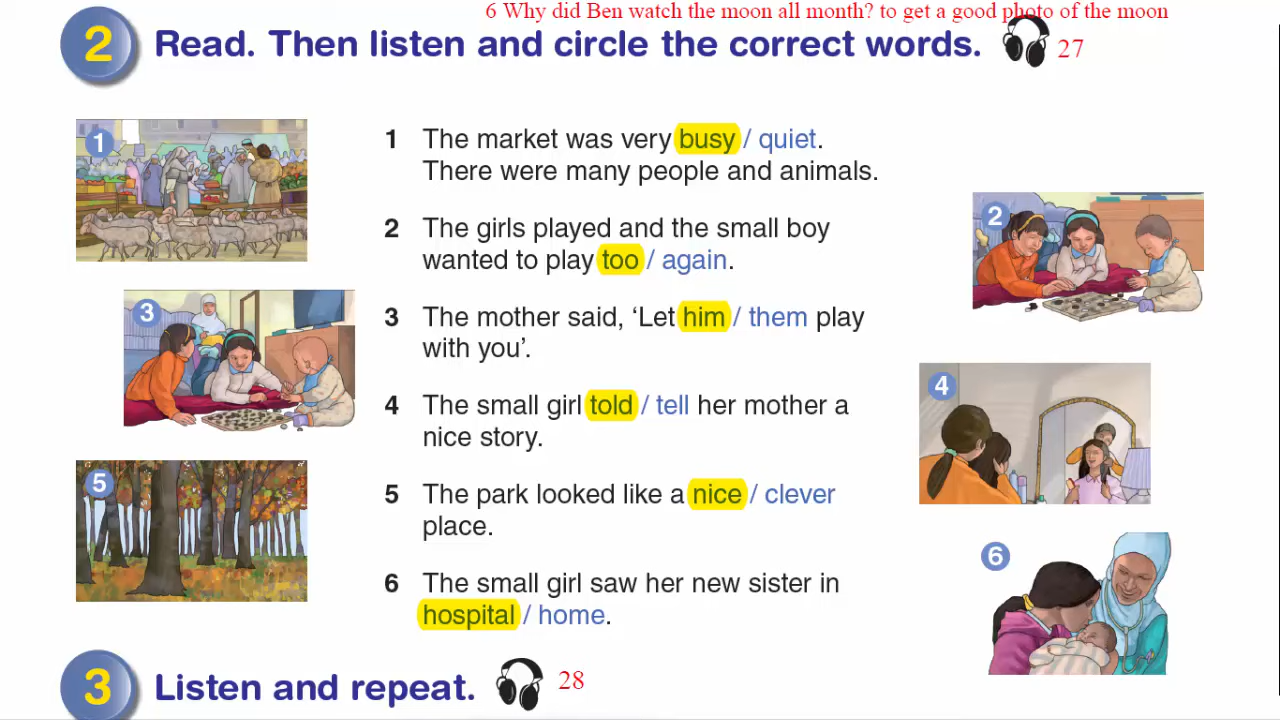 6 Why did Ben watch the moon all month? to get a good photo of the moon
2 Read. Then listen and circle the correct words. 27
1
1 The market was very busy / quiet.
There were many people and animals.
2
2 The girls played and the small boy
wanted to play too / again.
3
3 The mother said, ‘Let him / them play
with you’.
4
4 The small girl told / tell her mother a
nice story.
5
5 The park looked like a nice / clever
place.
6
6 The small girl saw her new sister in
hospital / home.
3 Listen and repeat. 28